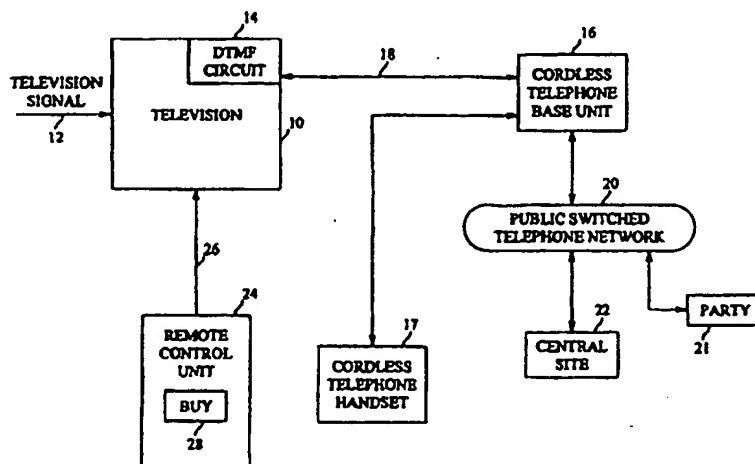 14
DTMF
CIRCUIT
18
16
CORDLESS
TELEPHONE
BASE UNIT
TELEVISION
SIGNAL
12
TELEVISION
10
20
PUBLIC SWITCHED
TELEPHONE NETWORK
26
24
REMOTE
CONTROL
UNIT
BUY
28
17
CORDLESS
TELEPHONE
HANDSET
22
CENTRAL
SITE
PARTY
21